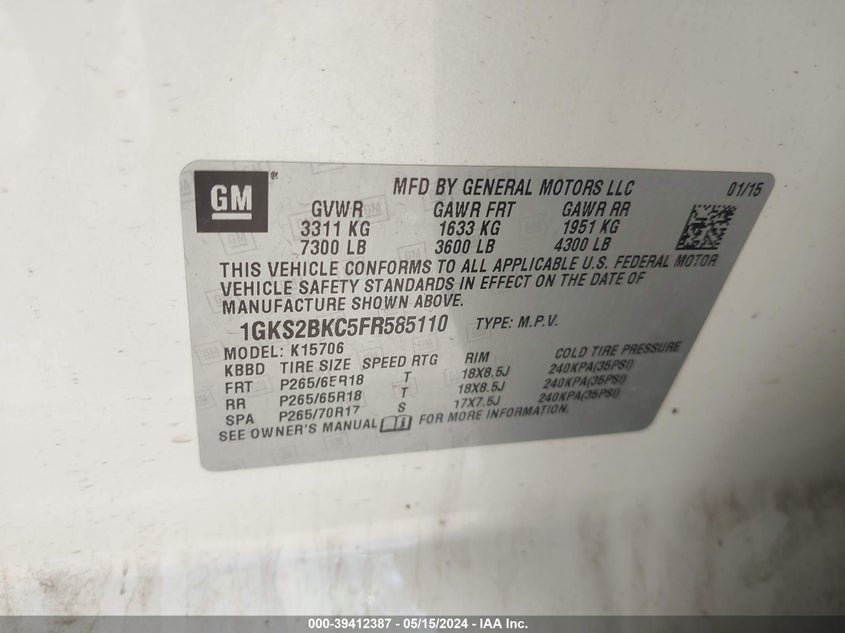 GM
MFD BY GENERAL MOTORS LLC 01/15
GVWR GAWR FRT GAWR RR
3311 KG 1633 KG 1951 KG
7300 LB 3600 LB 4300 LB
THIS VEHICLE CONFORMS TO ALL APPLICABLE U.S. FEDERAL MOTOR
VEHICLE SAFETY STANDARDS IN EFFECT ON THE DATE OF
MANUFACTURE SHOWN ABOVE.
1GKS2BKC5FR585110 TYPE: M.P.V.
MODEL: K15706
KBBD TIRE SIZE SPEED RTG RIM COLD TIRE PRESSURE
FRT P265/65R18 T 18X8.5J 240KPA(35PSI)
RR P265/65R18 T 18X8.5J 240KPA(35PSI)
SPA P265/70R17 S 17X7.5J 240KPA(35PSI)
SEE OWNER'S MANUAL FOR MORE INFORMATION.
000-39412387 - 05/15/2024 - IAA Inc.